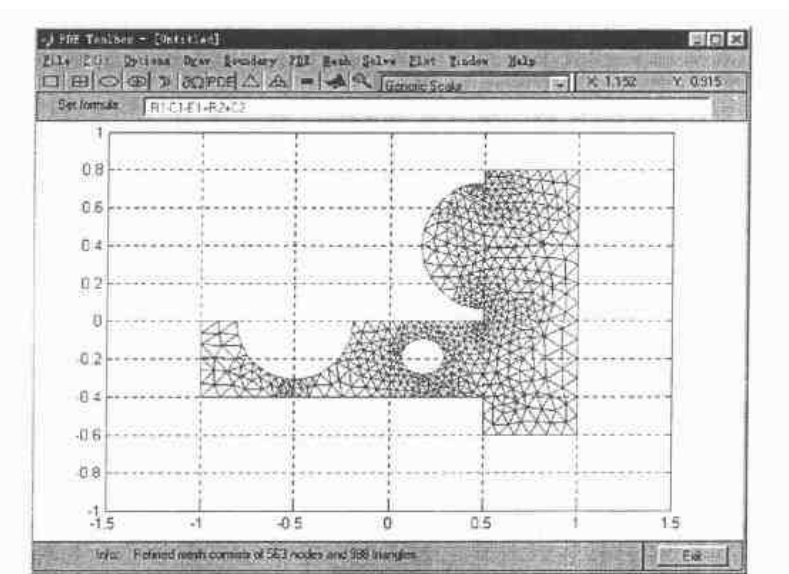 PDE Toolbox - [Untitled]
File Edit Options Draw Boundary PDE Mesh Solve Plot Window Help
∂Ω PDE Generic Scalar X: 1.152 Y: 0.915
Set formula: R1-C1-E1+R2+C2
1
0.8
0.6
0.4
0.2
0
-0.2
-0.4
-0.6
-0.8
-1
-1.5 -1 -0.5 0 0.5 1 1.5
Info: Refined mesh consists of 563 nodes and 988 triangles.
Exit